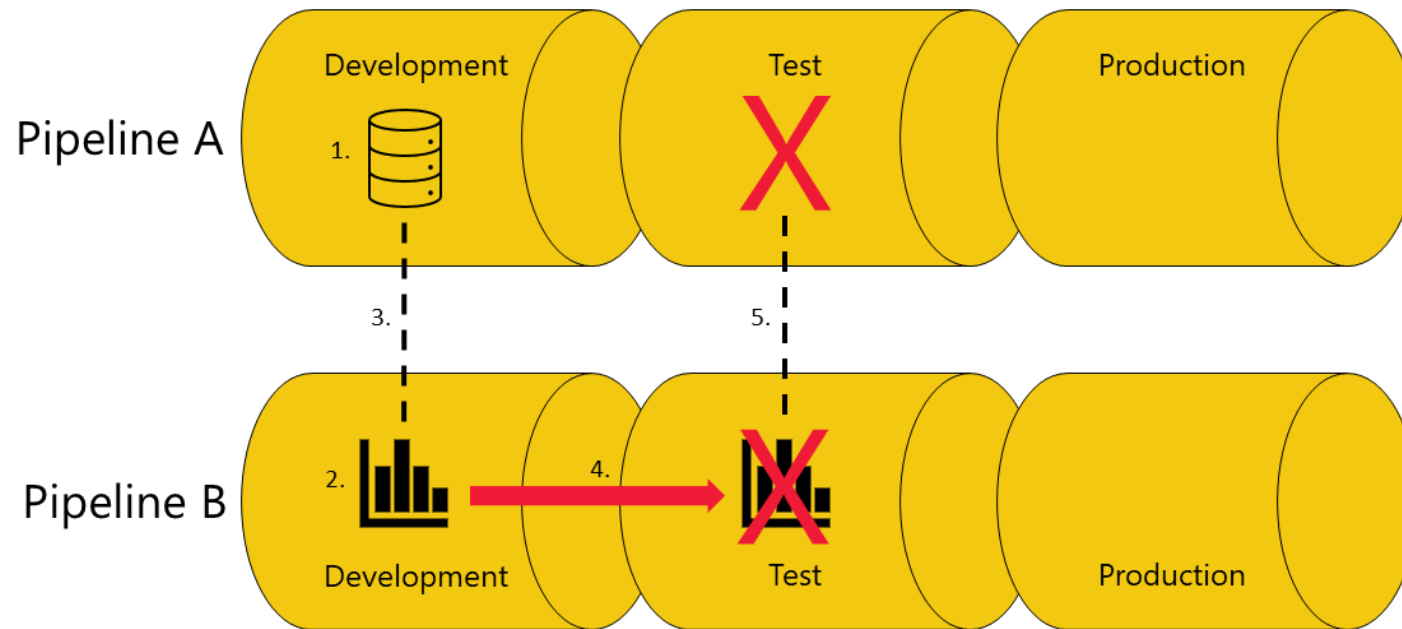 Development
Test
Production
Pipeline A
1.
3.
5.
Pipeline B
2.
4.
Development
Test
Production